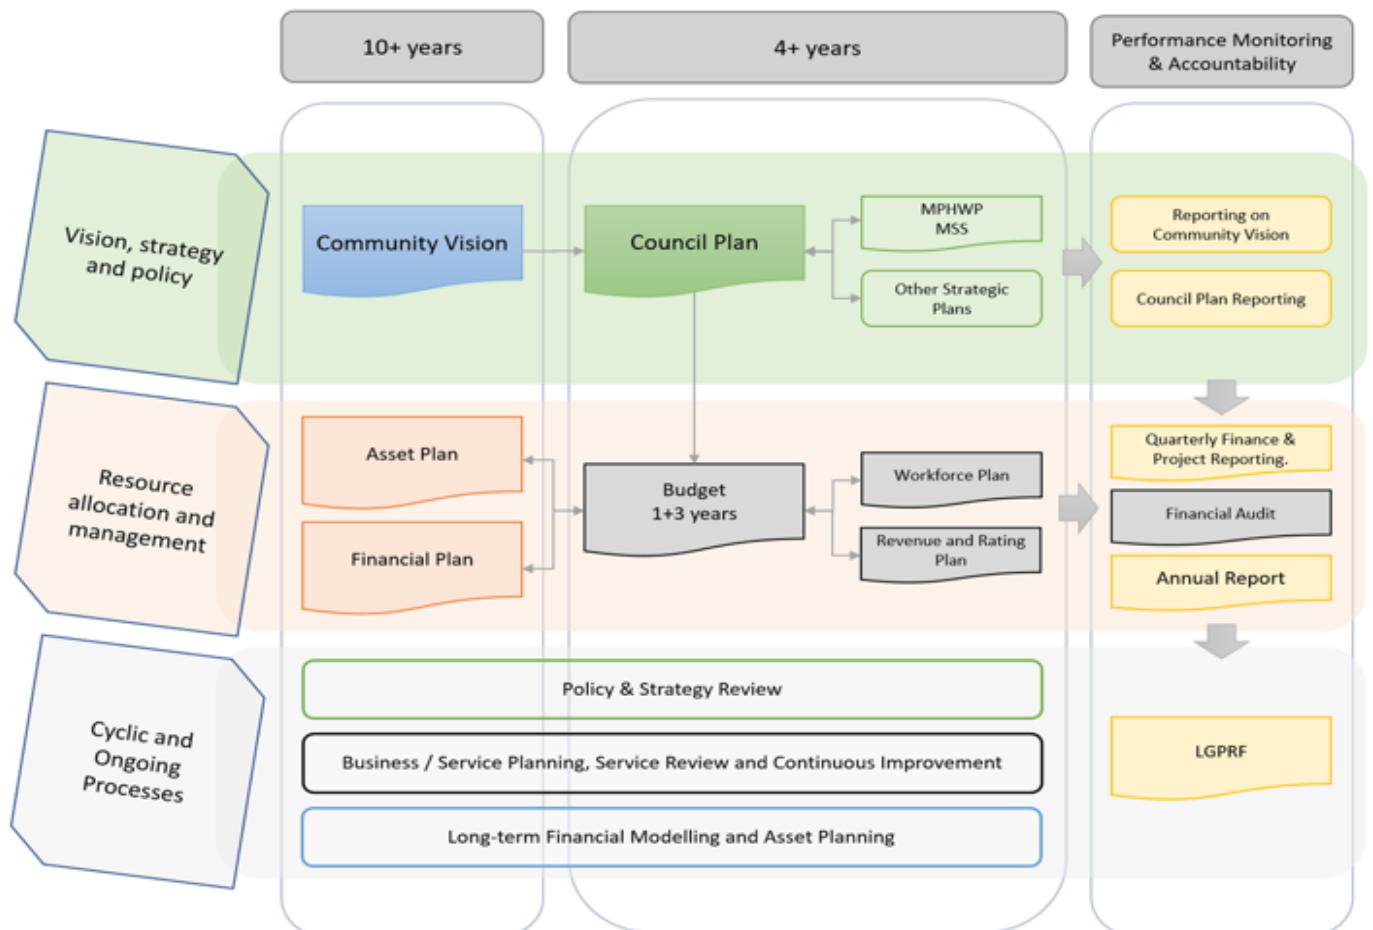 10+ years
4+ years
Performance Monitoring
& Accountability
Vision, strategy
and policy
Community Vision
Council Plan
MPHWP
MSS
Other Strategic
Plans
Reporting on
Community Vision
Council Plan Reporting
Resource
allocation and
management
Asset Plan
Financial Plan
Budget
1+3 years
Workforce Plan
Revenue and Rating
Plan
Quarterly Finance &
Project Reporting.
Financial Audit
Annual Report
Cyclic and
Ongoing
Processes
Policy & Strategy Review
Business / Service Planning, Service Review and Continuous Improvement
Long-term Financial Modelling and Asset Planning
LGPRF